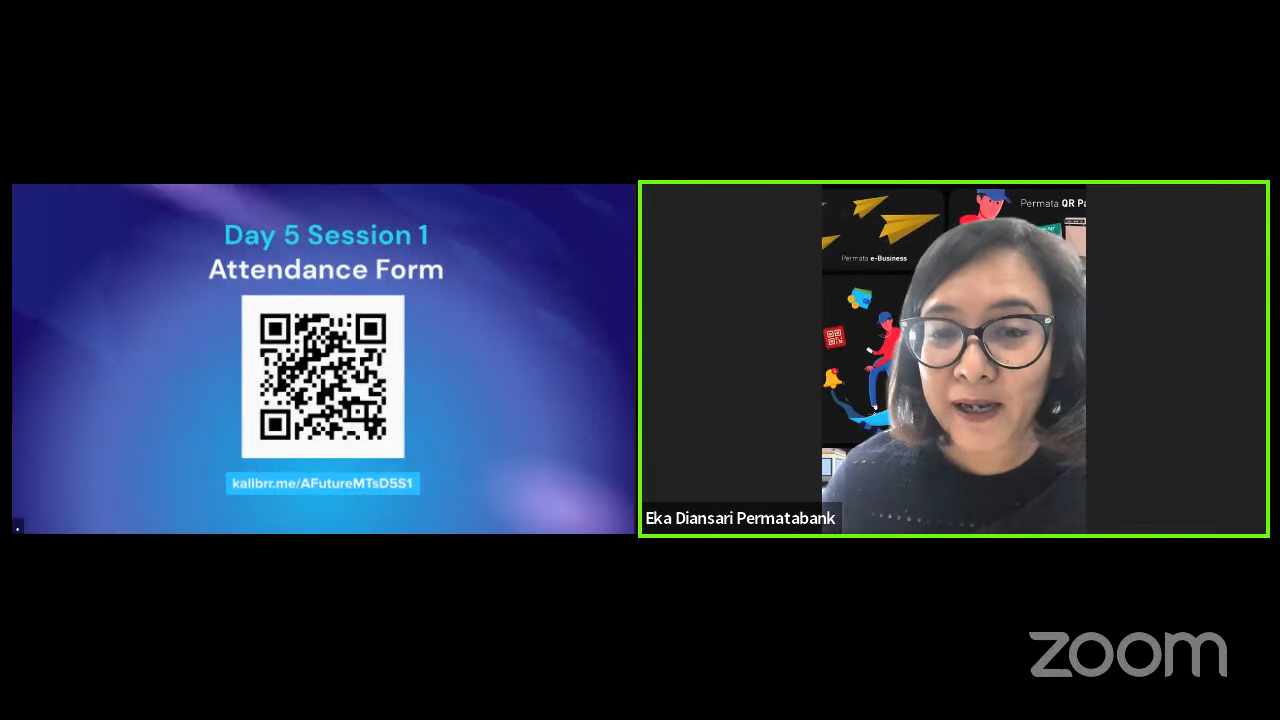 Day 5 Session 1
Attendance Form
kalibrr.me/AFutureMTsD5S1
Permata e-Business
Permata QR Pa
Eka Diansari Permatabank
zoom